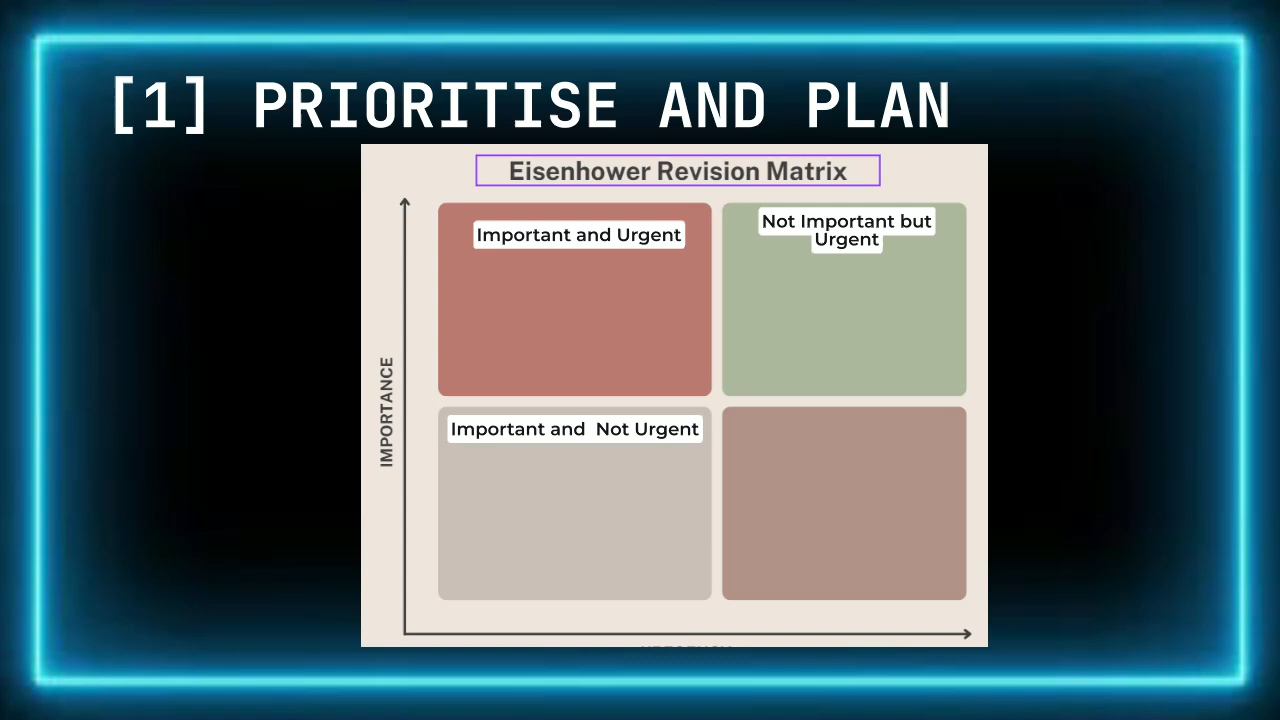 [1] PRIORITISE AND PLAN
Eisenhower Revision Matrix
Important and Urgent
Not Important but
Urgent
IMPORTANCE
Important and  Not Urgent